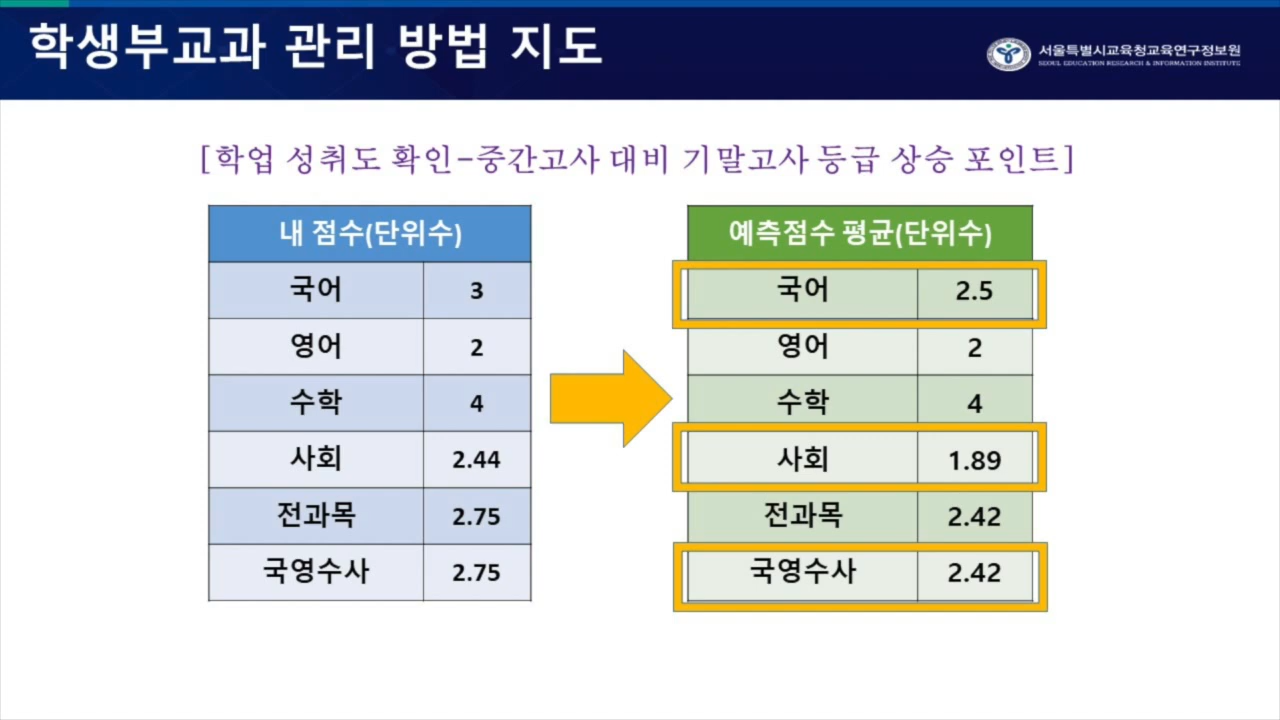 학생부교과 관리 방법 지도
서울특별시교육청교육연구정보원
SEOUL EDUCATION RESEARCH & INFORMATION INSTITUTE
[학업 성취도 확인-중간고사 대비 기말고사 등급 상승 포인트]
내 점수(단위수)
국어 3
영어 2
수학 4
사회 2.44
전과목 2.75
국영수사 2.75
예측점수 평균(단위수)
국어 2.5
영어 2
수학 4
사회 1.89
전과목 2.42
국영수사 2.42